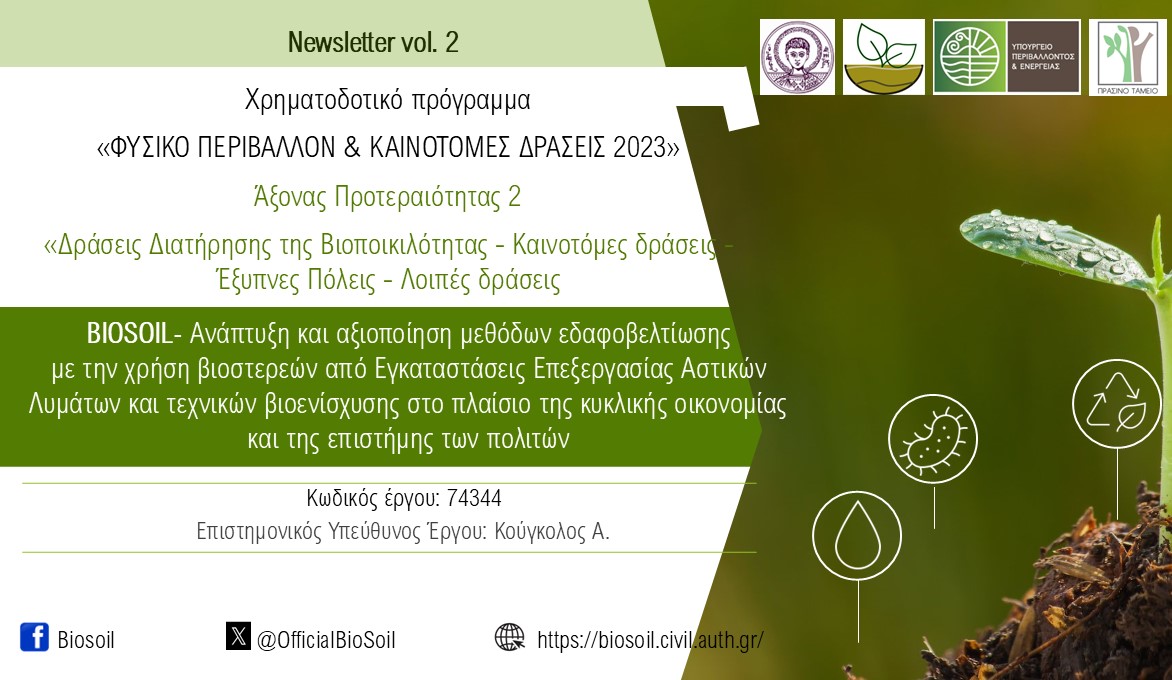 Newsletter vol. 2
Χρηματοδοτικό πρόγραμμα
«ΦΥΣΙΚΟ ΠΕΡΙΒΑΛΛΟΝ & ΚΑΙΝΟΤΟΜΕΣ ΔΡΑΣΕΙΣ 2023»
Άξονας Προτεραιότητας 2
«Δράσεις Διατήρησης της Βιοποικιλότητας - Καινοτόμες δράσεις -
Έξυπνες Πόλεις - Λοιπές δράσεις
BIOSOIL- Ανάπτυξη και αξιοποίηση μεθόδων εδαφοβελτίωσης
με την χρήση βιοστερεών από Εγκαταστάσεις Επεξεργασίας Αστικών
Λυμάτων και τεχνικών βιοενίσχυσης στο πλαίσιο της κυκλικής οικονομίας
και της επιστήμης των πολιτών
Κωδικός έργου: 74344
Επιστημονικός Υπεύθυνος Έργου: Κούγκολος Α.
Biosoil
@OfficialBioSoil
https://biosoil.civil.auth.gr/
ΥΠΟΥΡΓΕΙΟ
ΠΕΡΙΒΑΛΛΟΝΤΟΣ
& ΕΝΕΡΓΕΙΑΣ
ΠΡΑΣΙΝΟ ΤΑΜΕΙΟ